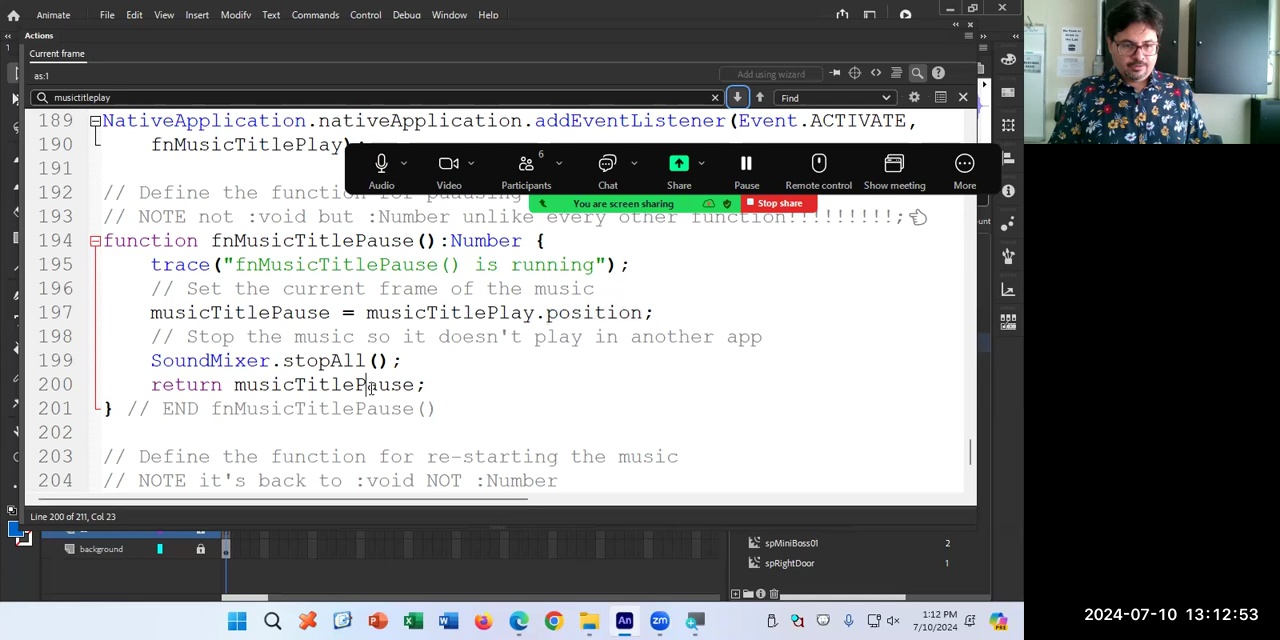 Animate File Edit View Insert Modify Text Commands Control Debug Window Help
Actions
Current frame
as:1
Add using wizard
musictitleplay
Find
189 NativeApplication.nativeApplication.addEventListener(Event.ACTIVATE,
190 fnMusicTitlePlay);
191
192 // Define the function for pausing
193 // NOTE not :void but :Number unlike every other function!!!!!!!!!;
194 function fnMusicTitlePause():Number {
195 trace("fnMusicTitlePause() is running");
196 // Set the current frame of the music
197 musicTitlePause = musicTitlePlay.position;
198 // Stop the music so it doesn't play in another app
199 SoundMixer.stopAll();
200 return musicTitlePause;
201 } // END fnMusicTitlePause()
202
203 // Define the function for re-starting the music
204 // NOTE it's back to :void NOT :Number
6
Audio Video Participants Chat Share Pause Remote control Show meeting More
You are screen sharing Stop share
ount
Line 200 of 211, Col 23
background
spMiniBoss01 2
spRightDoor 1
1:12 PM
7/10/2024
2024-07-10 13:12:53